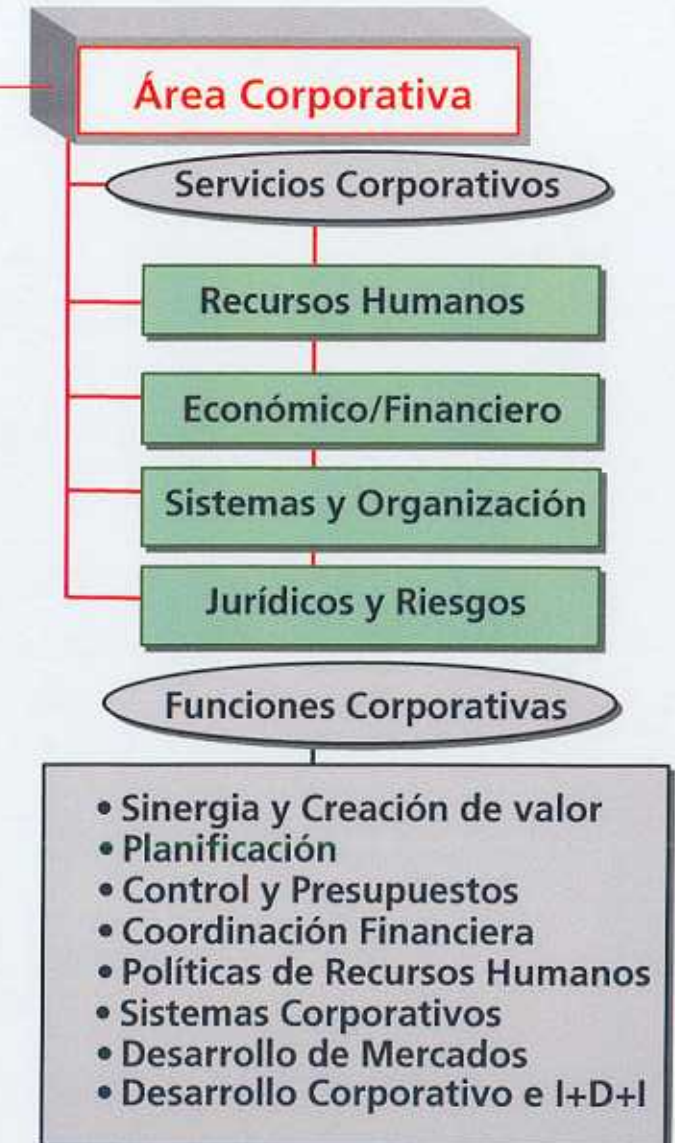 Área Corporativa
Servicios Corporativos
Recursos Humanos
Económico/Financiero
Sistemas y Organización
Jurídicos y Riesgos
Funciones Corporativas
• Sinergia y Creación de valor
• Planificación
• Control y Presupuestos
• Coordinación Financiera
• Políticas de Recursos Humanos
• Sistemas Corporativos
• Desarrollo de Mercados
• Desarrollo Corporativo e I+D+I